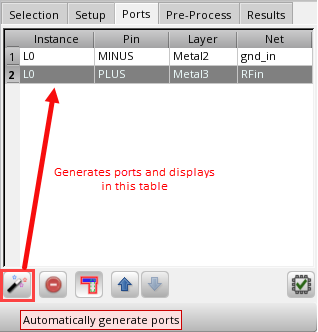 Selection Setup Ports Pre-Process Results
Instance Pin Layer Net
1 L0 MINUS Metal2 gnd_in
2 L0 PLUS Metal3 RFin
Generates ports and displays
in this table
Automatically generate ports